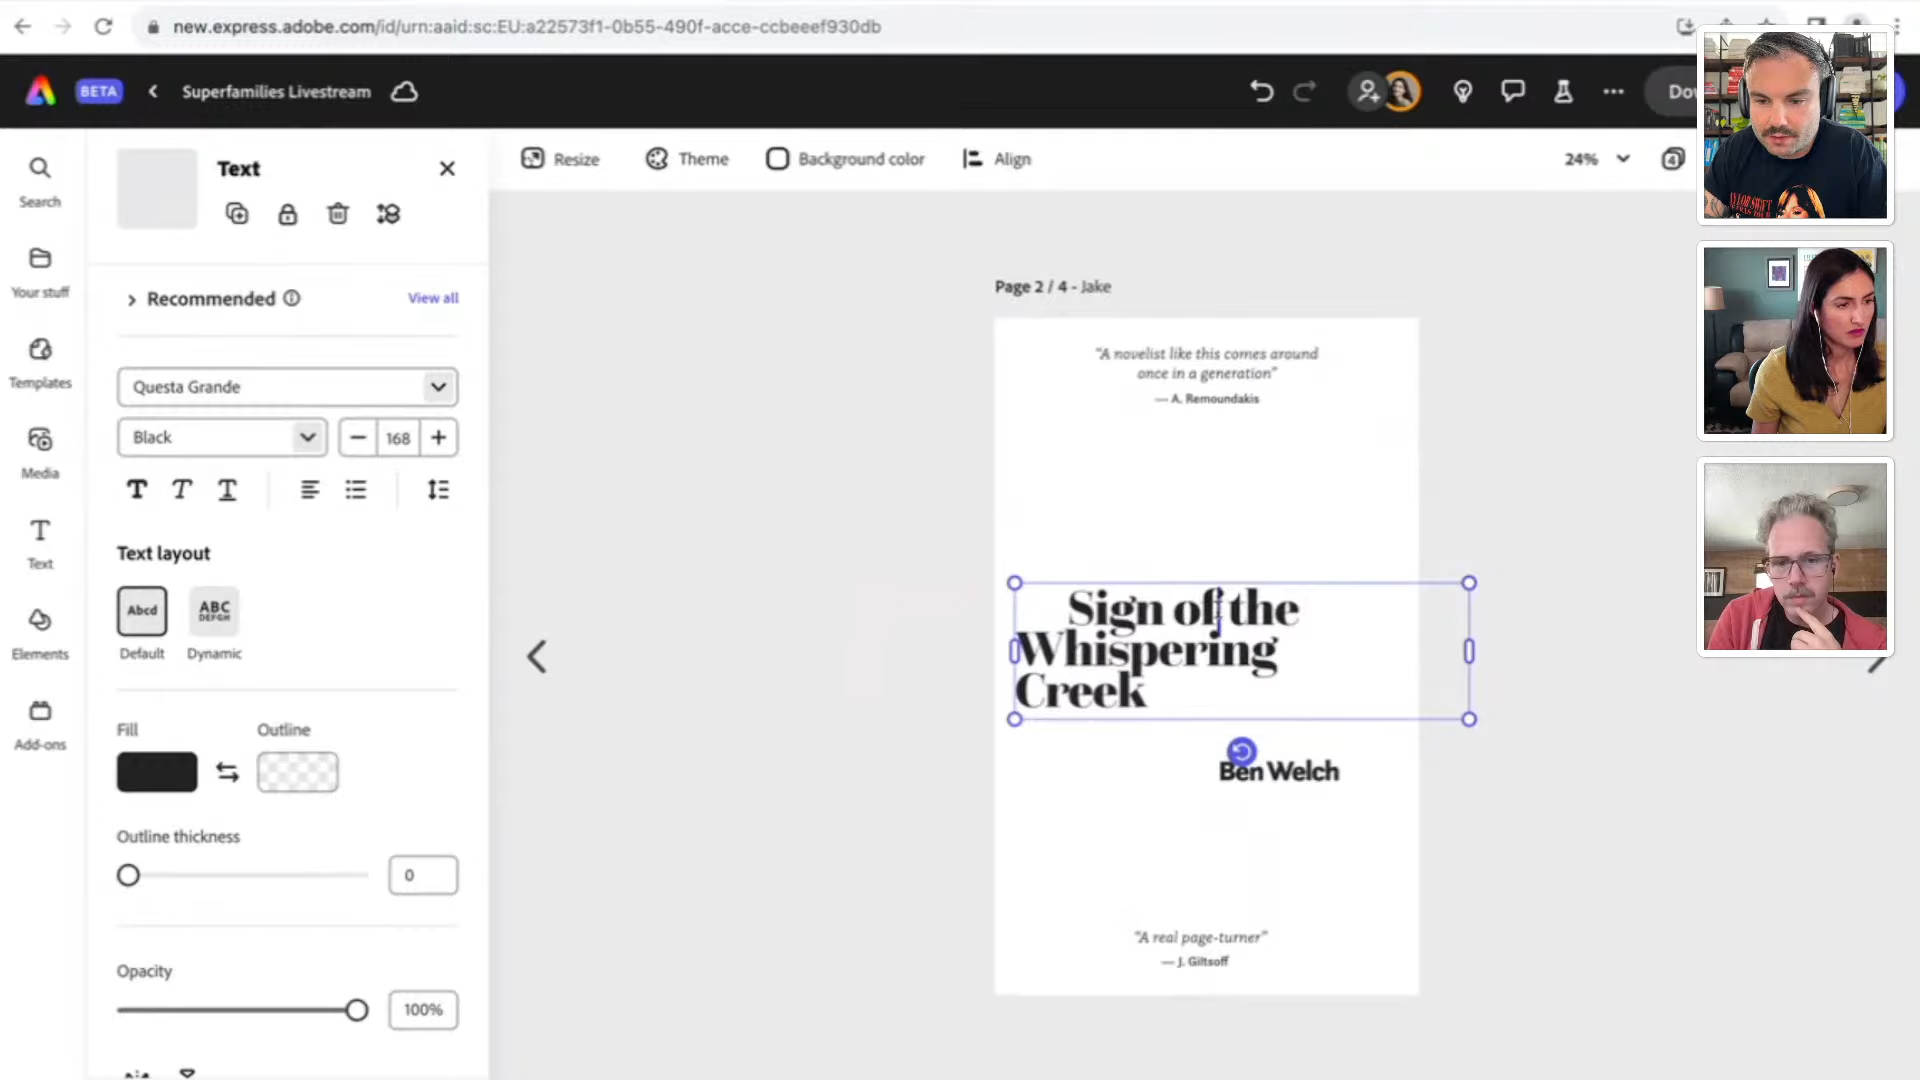 new.express.adobe.com/id/urn:aaid:sc:EU:a22573f1-0b55-490f-acce-ccbeeef930db
BETA
Superfamilies Livestream
Search
Your stuff
Templates
Media
Text
Elements
Add-ons
Text
Recommended
View all
Questa Grande
Black
168
T T T
Text layout
Abcd
ABC
DEFGH
Default
Dynamic
Fill
Outline
Outline thickness
0
Opacity
100%
Resize
Theme
Background color
Align
24%
4
Page 2 / 4 - Jake
“A novelist like this comes around
once in a generation”
— A. Remoundakis
Sign of the
Whispering
Creek
Ben Welch
“A real page-turner”
— J. Giltsoff